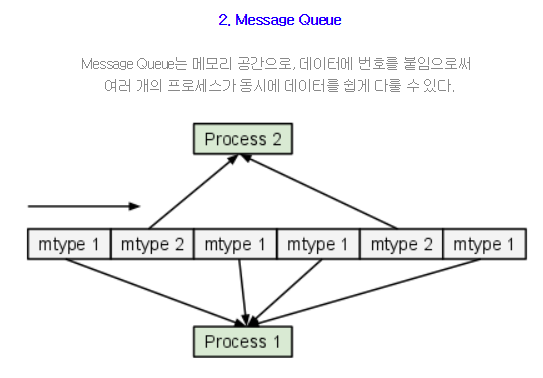 2. Message Queue
Message Queue는 메모리 공간으로, 데이터에 번호를 붙임으로써
여러 개의 프로세스가 동시에 데이터를 쉽게 다룰 수 있다.
Process 2
mtype 1 mtype 2 mtype 1 mtype 1 mtype 2 mtype 1
Process 1